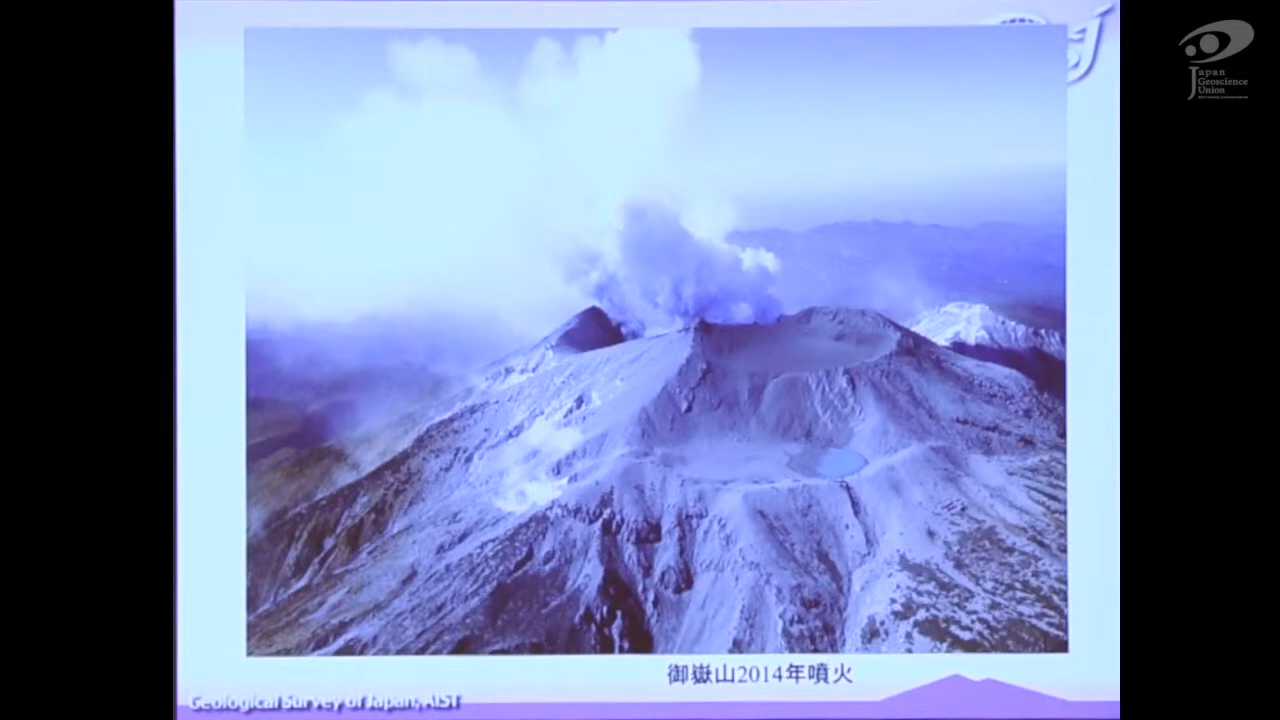 Japan
Geoscience
Union
御嶽山2014年噴火
Geological Survey of Japan, AIST